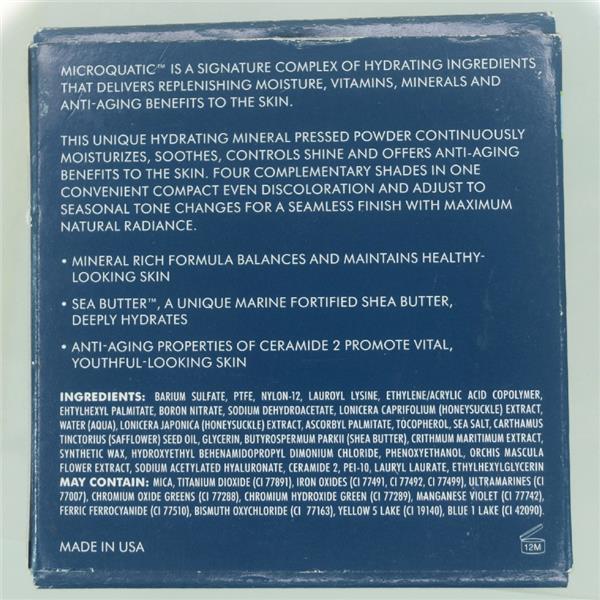 MICROQUATIC™ IS A SIGNATURE COMPLEX OF HYDRATING INGREDIENTS
THAT DELIVERS REPLENISHING MOISTURE, VITAMINS, MINERALS AND
ANTI-AGING BENEFITS TO THE SKIN.
THIS UNIQUE HYDRATING MINERAL PRESSED POWDER CONTINUOUSLY
MOISTURIZES, SOOTHES, CONTROLS SHINE AND OFFERS ANTI-AGING
BENEFITS TO THE SKIN. FOUR COMPLEMENTARY SHADES IN ONE
CONVENIENT COMPACT EVEN DISCOLORATION AND ADJUST TO
SEASONAL TONE CHANGES FOR A SEAMLESS FINISH WITH MAXIMUM
NATURAL RADIANCE.
• MINERAL RICH FORMULA BALANCES AND MAINTAINS HEALTHY-
LOOKING SKIN
• SEA BUTTER™, A UNIQUE MARINE FORTIFIED SHEA BUTTER,
DEEPLY HYDRATES
• ANTI-AGING PROPERTIES OF CERAMIDE 2 PROMOTE VITAL,
YOUTHFUL-LOOKING SKIN
INGREDIENTS: BARIUM SULFATE, PTFE, NYLON-12, LAUROYL LYSINE, ETHYLENE/ACRYLIC ACID COPOLYMER,
EHTYLHEXYL PALMITATE, BORON NITRATE, SODIUM DEHYDROACETATE, LONICERA CAPRIFOLIUM (HONEYSUCKLE) EXTRACT,
WATER (AQUA), LONICERA JAPONICA (HONEYSUCKLE) EXTRACT, ASCORBYL PALMITATE, TOCOPHEROL, SEA SALT, CARTHAMUS
TINCTORIUS (SAFFLOWER) SEED OIL, GLYCERIN, BUTYROSPERMUM PARKII (SHEA BUTTER), CRITHMUM MARITIMUM EXTRACT,
SYNTHETIC WAX, HYDROXYETHYL BEHENAMIDOPROPYL DIMONIUM CHLORIDE, PHENOXYETHANOL, ORCHIS MASCULA
FLOWER EXTRACT, SODIUM ACETYLATED HYALURONATE, CERAMIDE 2, PEI-10, LAURYL LAURATE, ETHYLHEXYLGLYCERIN
MAY CONTAIN: MICA, TITANIUM DIOXIDE (CI 77891), IRON OXIDES (CI 77491, CI 77492, CI 77499), ULTRAMARINES (CI
77007), CHROMIUM OXIDE GREENS (CI 77288), CHROMIUM HYDROXIDE GREEN (CI 77289), MANGANESE VIOLET (CI 77742),
FERRIC FERROCYANIDE (CI 77510), BISMUTH OXYCHLORIDE (CI 77163), YELLOW 5 LAKE (CI 19140), BLUE 1 LAKE (CI 42090).
MADE IN USA
12M